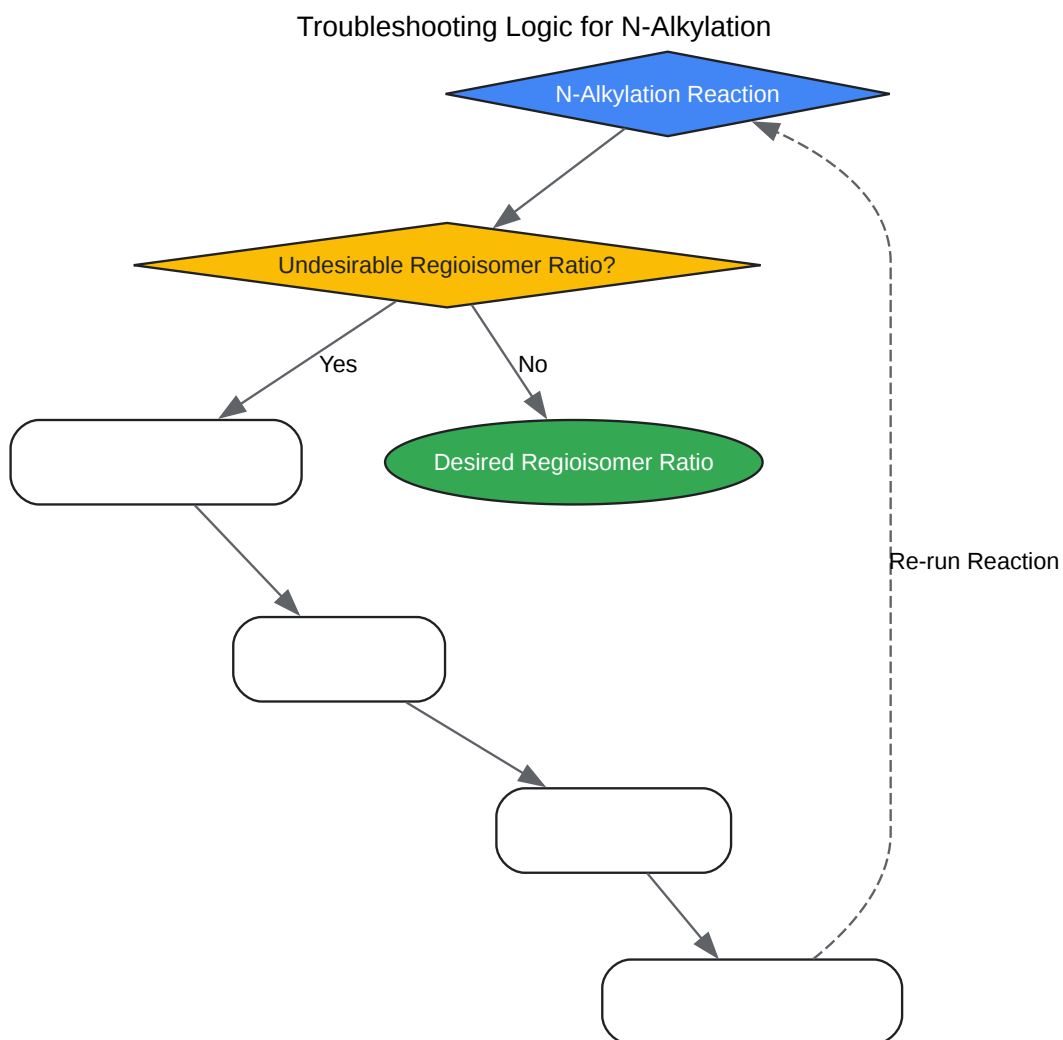 Troubleshooting Logic for N-Alkylation
N-Alkylation Reaction
Undesirable Regioisomer Ratio?
Yes
No
Desired Regioisomer Ratio
Re-run Reaction